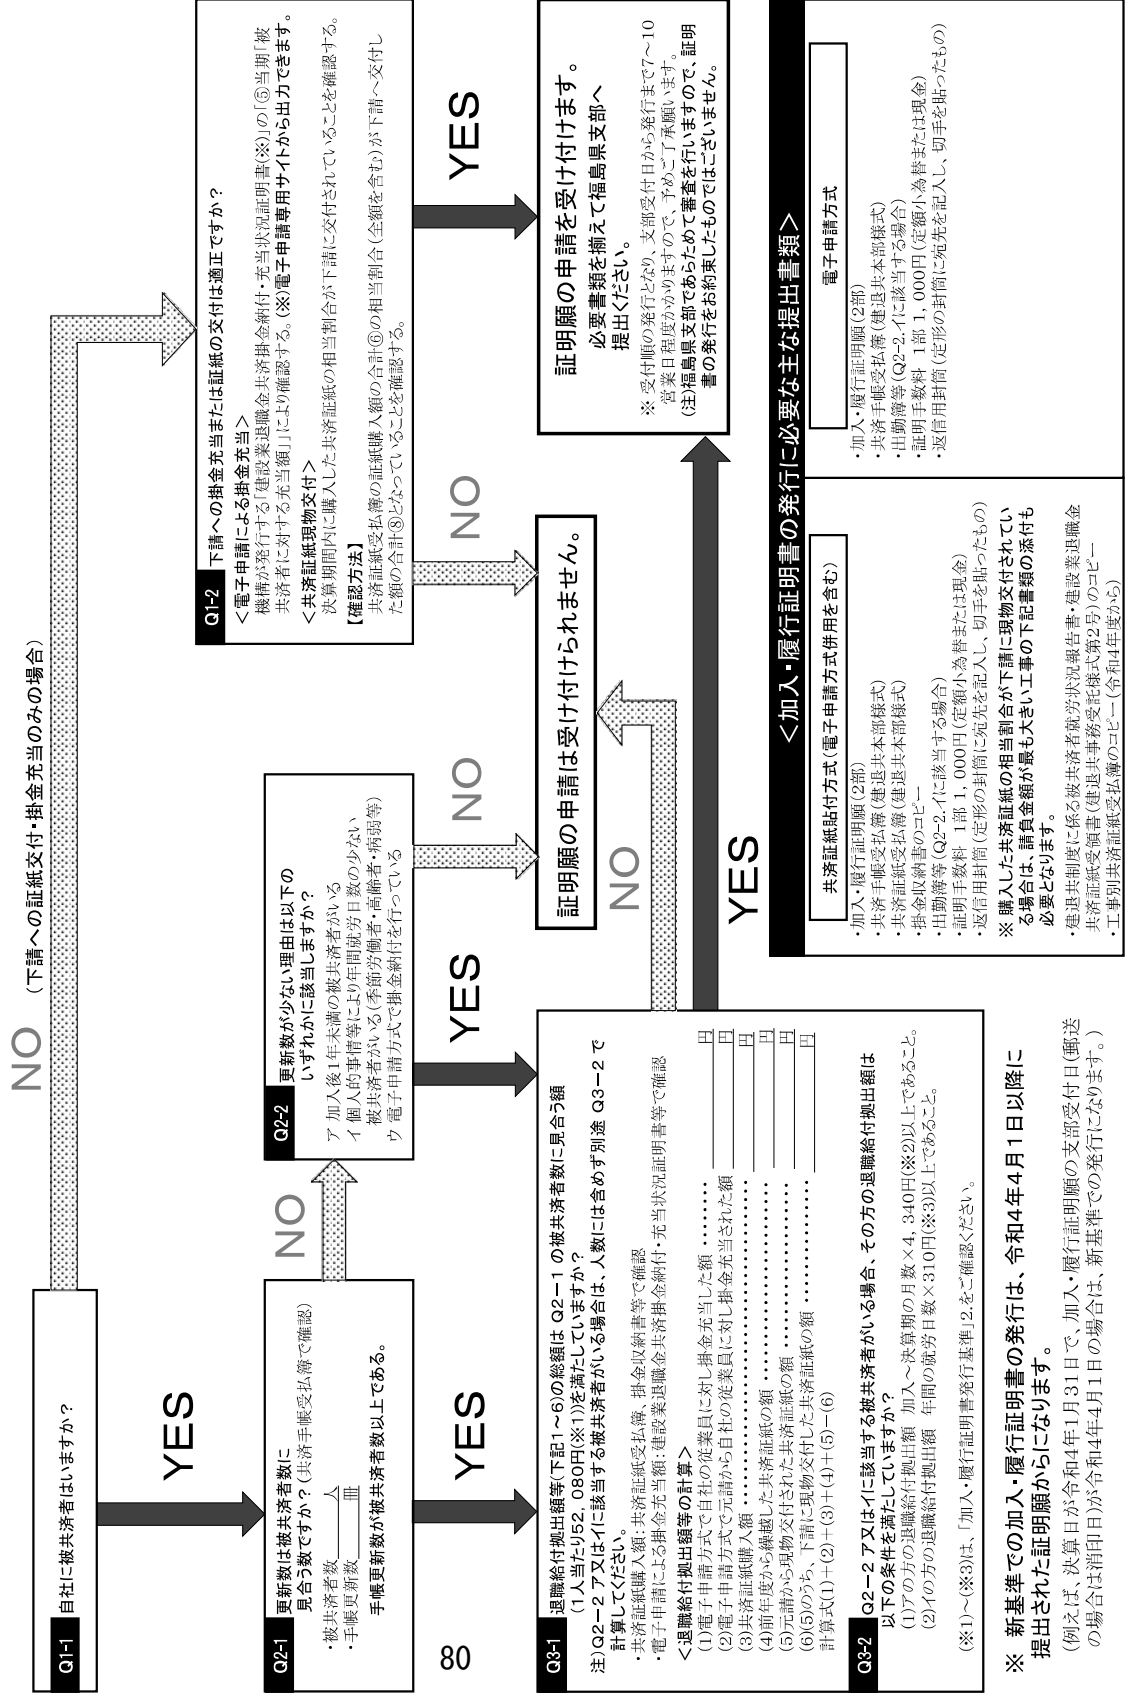 Q1-1 自社に被共済者はいますか？
NO
（下請への証紙交付・掛金充当のみの場合）
YES
Q1-2 下請への掛金充当または証紙の交付は適正ですか？
＜電子申請による掛金充当＞
機構が発行する「建設業退職金共済掛金納付・充当状況証明書(※)」の「⑤当期「被
共済者に対する充当額」」により確認する。(※)電子申請専用サイトから出力できます。
＜共済証紙現物交付＞
決算期間内に購入した共済証紙の相当割合が下請に交付されていることを確認する。
【確認方法】
共済証紙受払簿の証紙購入額の合計⑥の相当割合（全額を含む）が下請へ交付し
た額の合計⑧となっていることを確認する。
YES
NO
Q2-1 更新数は被共済者数に
見合う数ですか？（共済手帳受払簿で確認）
・被共済者数 人
・手帳更新数 冊
手帳更新数が被共済者数以上である。
NO
YES
Q2-2 更新数が少ない理由は以下の
いずれかに該当しますか？
ア 加入後1年未満の被共済者がいる
イ 個人的事情等により年間就労日数の少ない
被共済者がいる（季節労働者・高齢者・病弱等）
ウ 電子申請方式で掛金納付を行っている
YES
NO
Q3-1 退職給付拠出額等(下記1～6)の総額は Q2－1 の被共済者数に見合う額
(1人当たり52,080円(※1))を満たしていますか？
注)Q2－2 ア又はイに該当する被共済者がいる場合は、人数には含めず別途 Q3－2 で
計算してください。
・共済証紙購入額：共済証紙受払簿、掛金収納書等で確認
・電子申請による掛金充当額：建設業退職金共済掛金納付・充当状況証明書等で確認
＜退職給付拠出額等の計算＞
(1)電子申請方式で自社の従業員に対し掛金充当した額 ‥‥‥ 円
(2)電子申請方式で元請から自社の従業員に対し掛金充当された額 円
(3)共済証紙購入額 ‥‥‥‥‥‥‥‥‥‥‥‥‥‥‥ 円
(4)前年度から繰越した共済証紙の額 ‥‥‥‥‥‥‥‥‥ 円
(5)元請から現物交付された共済証紙の額 ‥‥‥‥‥‥‥ 円
(6)(5)のうち、下請に現物交付した共済証紙の額 ‥‥‥‥‥ 円
計算式(1)+(2)+(3)+(4)+(5)-(6)
Q3-2 Q2－2 ア又はイに該当する被共済者がいる場合、その方の退職給付拠出額は
以下の条件を満たしていますか？
(1)アの方の退職給付拠出額 加入～決算期の月数×4,340円(※2)以上であること。
(2)イの方の退職給付拠出額 年間の就労日数×310円(※3)以上であること。
(※1)～(※3)は、「加入・履行証明書発行基準」2.をご確認ください。
NO
YES
証明願の申請は受け付けられません。
証明願の申請を受け付けます。
必要書類を揃えて福島県支部へ
提出ください。
※ 受付順の発行となり、支部受付日から発行まで7～10
営業日程度かかりますので、予めご了承願います。
(注)福島県支部であらためて審査を行いますので、証明
書の発行をお約束したものではございません。
＜加入・履行証明書の発行に必要な主な提出書類＞
共済証紙貼付方式（電子申請方式併用を含む）
・加入・履行証明願(2部)
・共済手帳受払簿(建退共本部様式)
・共済証紙受払簿(建退共本部様式)
・掛金収納書のコピー
・出勤簿等(Q2-2.イに該当する場合)
・証明手数料 1部 1,000円(定額小為替または現金)
・返信用封筒(定形の封筒に宛先を記入し、切手を貼ったもの)
※ 購入した共済証紙の相当割合が下請に現物交付されてい
る場合は、請負金額が最も大きい工事の下記書類の添付も
必要となります。
・建退共制度に係る被共済者就労状況報告書・建設業退職金
共済証紙受領書(建退共事務受託様式第2号)のコピー
・工事別共済証紙受払簿のコピー（令和4年度から）
電子申請方式
・加入・履行証明願(2部)
・共済手帳受払簿(建退共本部様式)
・出勤簿等(Q2-2.イに該当する場合)
・証明手数料 1部 1,000円(定額小為替または現金)
・返信用封筒(定形の封筒に宛先を記入し、切手を貼ったもの)
※ 新基準での加入・履行証明書の発行は、令和4年4月1日以降に
提出された証明願からになります。
(例えば、決算日が令和4年1月31日で、加入・履行証明願の支部受付日(郵送
の場合は消印日)が令和4年4月1日の場合は、新基準での発行になります。)
80